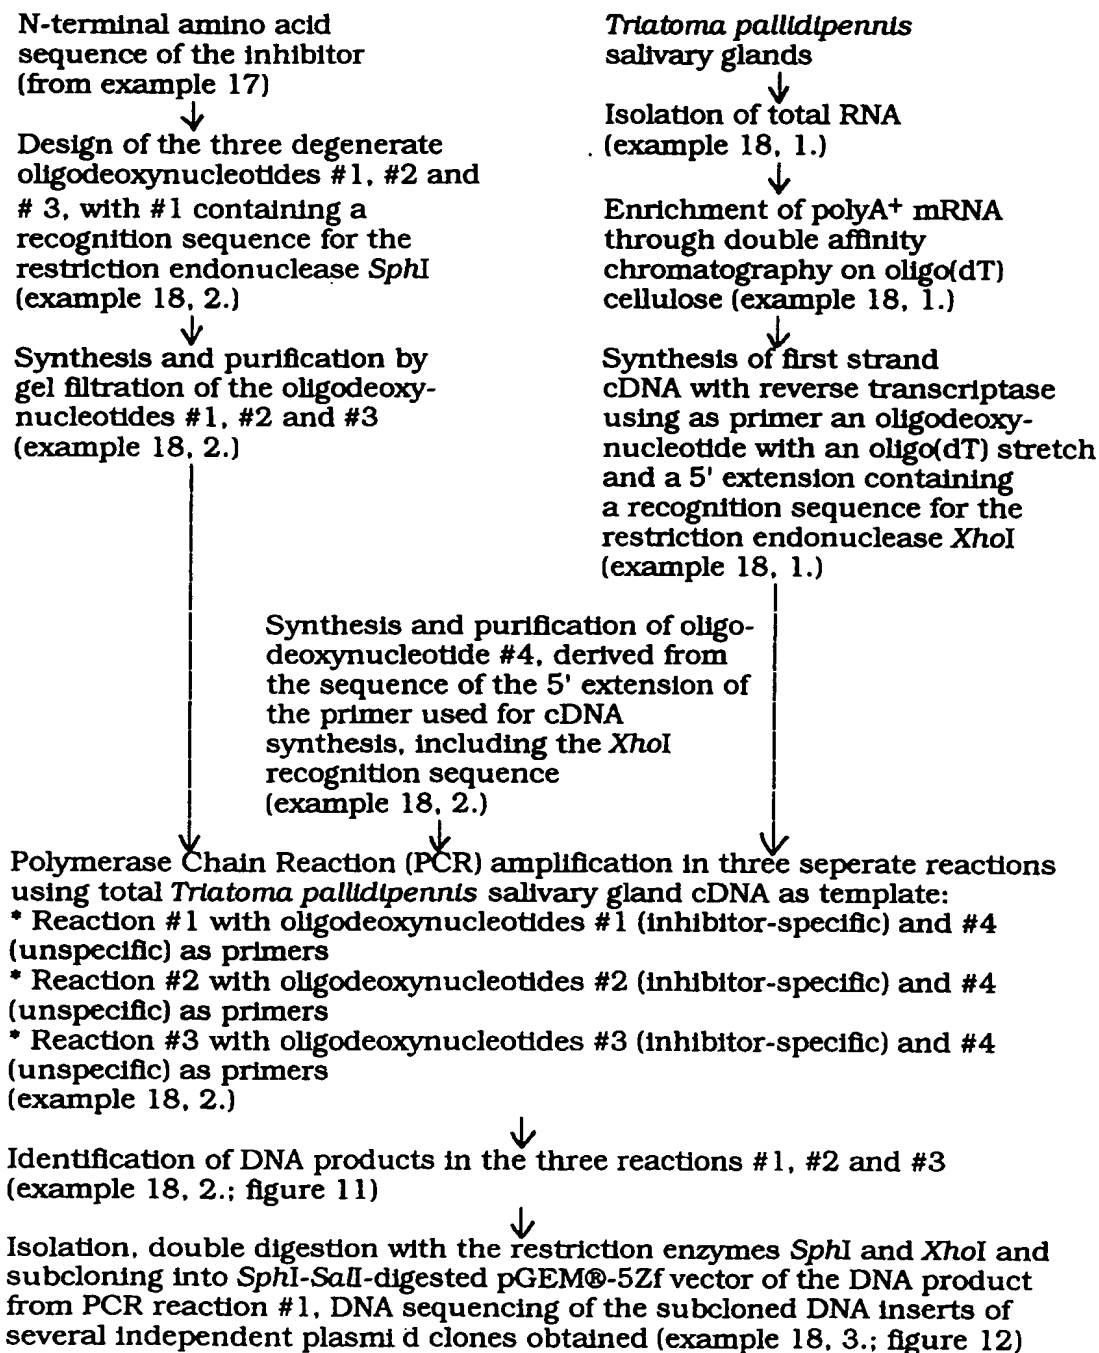 N-terminal amino acid
sequence of the inhibitor
(from example 17)
Design of the three degenerate
oligodeoxynucleotides #1, #2 and
# 3, with #1 containing a
recognition sequence for the
restriction endonuclease SphI
(example 18, 2.)
Synthesis and purification by
gel filtration of the oligodeoxy-
nucleotides #1, #2 and #3
(example 18, 2.)
Triatoma pallidipennis
salivary glands
Isolation of total RNA
(example 18, 1.)
Enrichment of polyA+ mRNA
through double affinity
chromatography on oligo(dT)
cellulose (example 18, 1.)
Synthesis of first strand
cDNA with reverse transcriptase
using as primer an oligodeoxy-
nucleotide with an oligo(dT) stretch
and a 5' extension containing
a recognition sequence for the
restriction endonuclease XhoI
(example 18, 1.)
Synthesis and purification of oligo-
deoxynucleotide #4, derived from
the sequence of the 5' extension of
the primer used for cDNA
synthesis, including the XhoI
recognition sequence
(example 18, 2.)
Polymerase Chain Reaction (PCR) amplification in three seperate reactions
using total Triatoma pallidipennis salivary gland cDNA as template:
* Reaction #1 with oligodeoxynucleotides #1 (inhibitor-specific) and #4
(unspecific) as primers
* Reaction #2 with oligodeoxynucleotides #2 (inhibitor-specific) and #4
(unspecific) as primers
* Reaction #3 with oligodeoxynucleotides #3 (inhibitor-specific) and #4
(unspecific) as primers
(example 18, 2.)
Identification of DNA products in the three reactions #1, #2 and #3
(example 18, 2.; figure 11)
Isolation, double digestion with the restriction enzymes SphI and XhoI and
subcloning into SphI-SalI-digested pGEM®-5Zf vector of the DNA product
from PCR reaction #1, DNA sequencing of the subcloned DNA inserts of
several independent plasmi d clones obtained (example 18, 3.; figure 12)